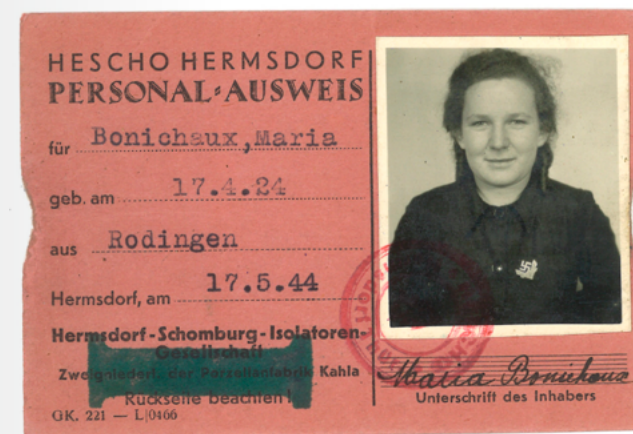 HESCHO HERMSDORF
PERSONAL-AUSWEIS
für Bonichaux, Maria
geb. am 17.4.24
aus Rodingen
Hermsdorf, am 17.5.44
Hermsdorf-Schomburg-Isolatoren-
Gesellschaft
Zweigniederl. der Porzellanfabrik Kahla
Rückseite beachten!
GK. 221 — L/0466
Maria Bonichaux
Unterschrift des Inhabers